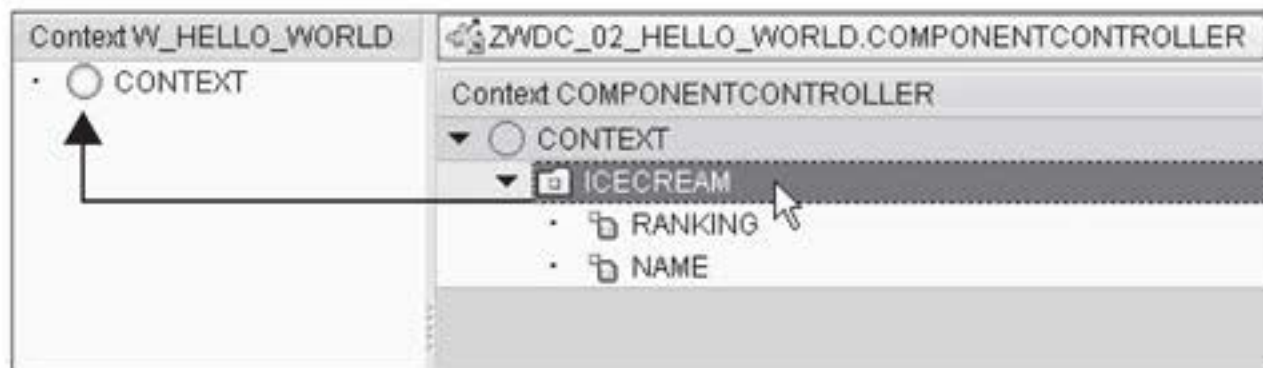 Context W_HELLO_WORLD
CONTEXT
ZWDC_02_HELLO_WORLD.COMPONENTCONTROLLER
Context COMPONENTCONTROLLER
CONTEXT
ICECREAM
RANKING
NAME